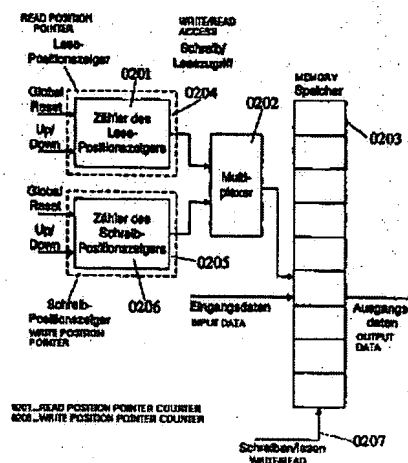 READ POSITION
POINTER
Lese-
Positionszeiger
0201
WRITE/READ
ACCESS
Schreib/
Lesezugriff
0204
0202
MEMORY
Speicher
0203
Global
Reset
Up/
Down
Zähler des
Lese-
Positionszeigers
Multi-
plexer
Global
Reset
Up/
Down
Zähler des
Schreib-
Positionszeigers
0205
0206
Schreib-
Positionszeiger
WRITE POSITION
POINTER
Eingangsdaten
INPUT DATA
Ausgangs
daten
OUTPUT
DATA
0201...READ POSITION POINTER COUNTER
0206...WRITE POSITION POINTER COUNTER
Schreiben/lesen
WRITE/READ
0207